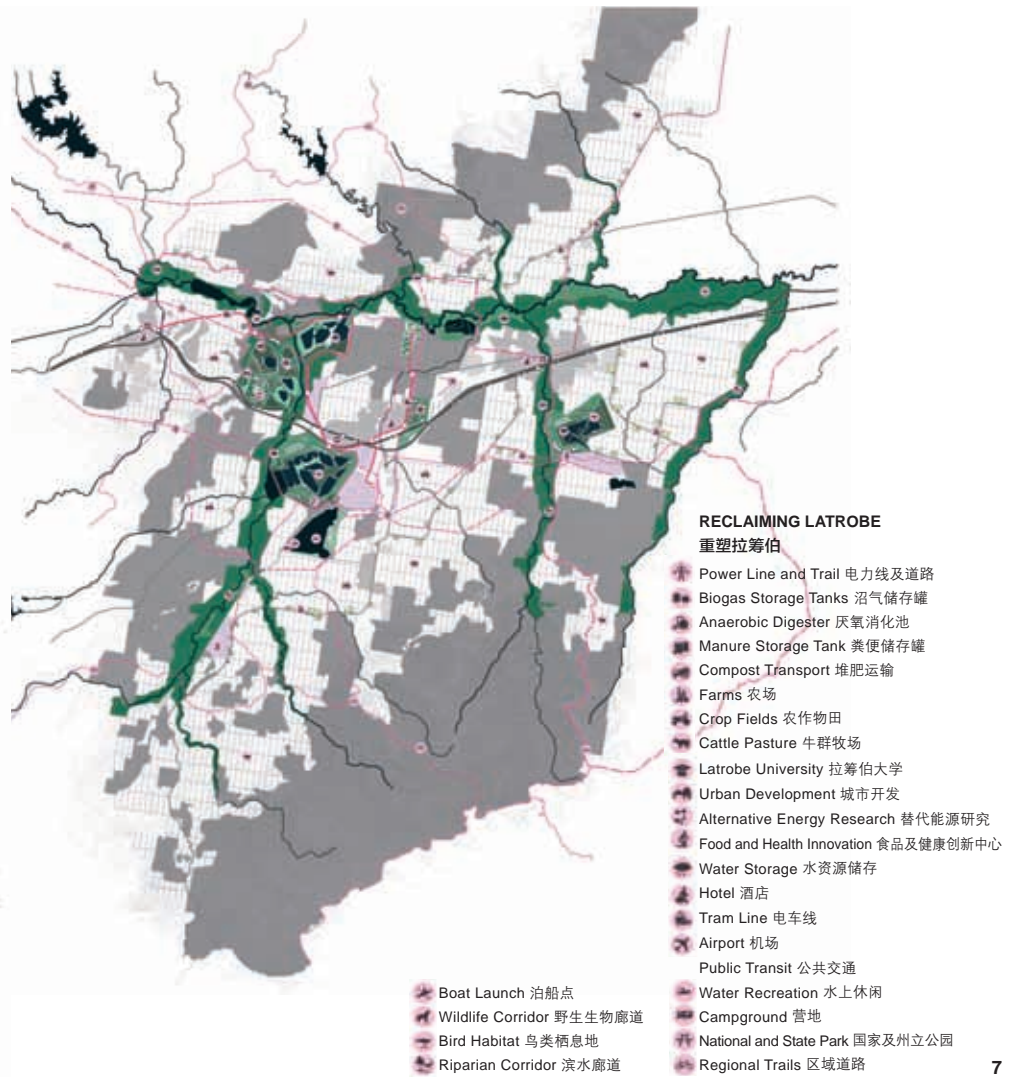 RECLAIMING LATROBE
重塑拉筹伯
Power Line and Trail 电力线及道路
Biogas Storage Tanks 沼气储存罐
Anaerobic Digester 厌氧消化池
Manure Storage Tank 粪便储存罐
Compost Transport 堆肥运输
Farms 农场
Crop Fields 农作物田
Cattle Pasture 牛群牧场
Latrobe University 拉筹伯大学
Urban Development 城市开发
Alternative Energy Research 替代能源研究
Food and Health Innovation 食品及健康创新中心
Water Storage 水资源储存
Hotel 酒店
Tram Line 电车线
Airport 机场
Public Transit 公共交通
Water Recreation 水上休闲
Campground 营地
National and State Park 国家及州立公园
Regional Trails 区域道路
Boat Launch 泊船点
Wildlife Corridor 野生生物廊道
Bird Habitat 鸟类栖息地
Riparian Corridor 滨水廊道
7